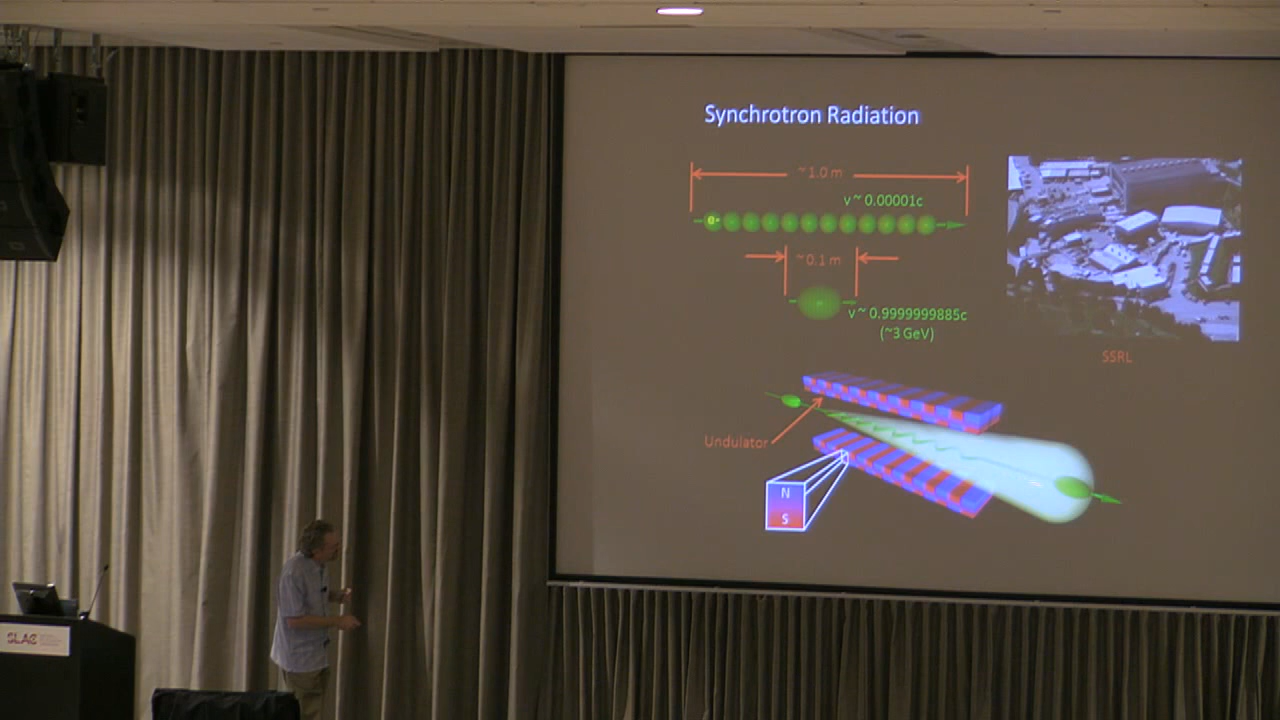 Synchrotron Radiation
~ 1.0 m
v ~ 0.00001c
e-
~ 0.1 m
v ~ 0.9999999885c
(~3 GeV)
SSRL
Undulator
N
S
SLAC